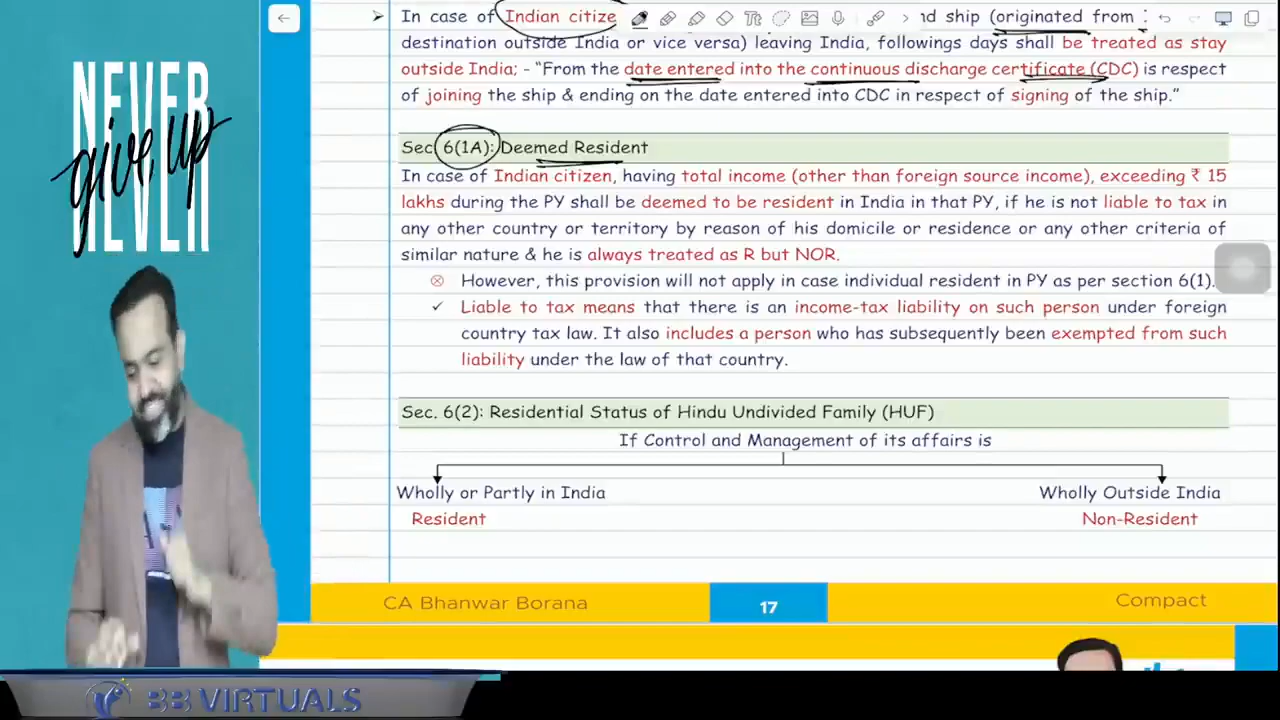 NEVER
give up
NEVER
In case of Indian citize
ship (originated from
destination outside India or vice versa) leaving India, followings days shall be treated as stay
outside India; - "From the date entered into the continuous discharge certificate (CDC) is respect
of joining the ship & ending on the date entered into CDC in respect of signing of the ship."
Sec 6(1A): Deemed Resident
In case of Indian citizen, having total income (other than foreign source income), exceeding ₹ 15
lakhs during the PY shall be deemed to be resident in India in that PY, if he is not liable to tax in
any other country or territory by reason of his domicile or residence or any other criteria of
similar nature & he is always treated as R but NOR.
However, this provision will not apply in case individual resident in PY as per section 6(1).
Liable to tax means that there is an income-tax liability on such person under foreign
country tax law. It also includes a person who has subsequently been exempted from such
liability under the law of that country.
Sec. 6(2): Residential Status of Hindu Undivided Family (HUF)
If Control and Management of its affairs is
Wholly or Partly in India
Wholly Outside India
Resident
Non-Resident
CA Bhanwar Borana
17
Compact
BB VIRTUALS